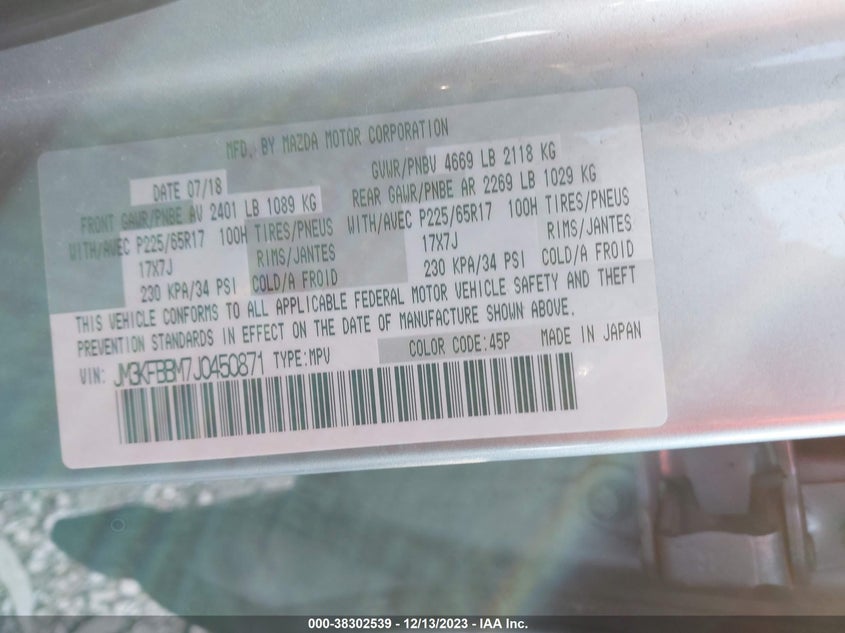 MFD. BY MAZDA MOTOR CORPORATION
DATE 07/18 GVWR/PNBV 4669 LB 2118 KG
FRONT GAWR/PNBE AV 2401 LB 1089 KG REAR GAWR/PNBE AR 2269 LB 1029 KG
WITH/AVEC P225/65R17 100H TIRES/PNEUS WITH/AVEC P225/65R17 100H TIRES/PNEUS
17X7J RIMS/JANTES 17X7J RIMS/JANTES
230 KPA/34 PSI COLD/A FROID 230 KPA/34 PSI COLD/A FROID
THIS VEHICLE CONFORMS TO ALL APPLICABLE FEDERAL MOTOR VEHICLE SAFETY AND THEFT
PREVENTION STANDARDS IN EFFECT ON THE DATE OF MANUFACTURE SHOWN ABOVE.
VIN: JM3KFBBM7J0450871 TYPE:MPV COLOR CODE:45P MADE IN JAPAN
000-38302539 - 12/13/2023 - IAA Inc.